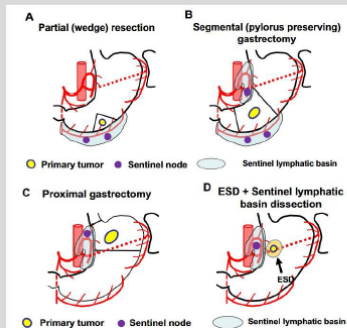 A
Partial (wedge) resection
B
Segmental (pylorus preserving)
gastrectomy
Primary tumor
Sentinel node
Sentinel lymphatic basin
C
Proximal gastrectomy
D
ESD + Sentinel lymphatic
basin dissection
ESD
Primary tumor
Sentinel node
Sentinel lymphatic basin